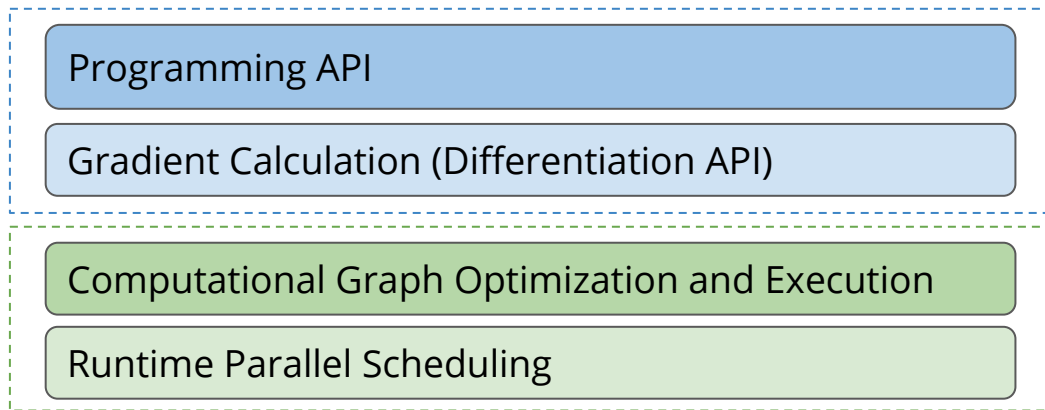 Programming API
Gradient Calculation (Differentiation API)
Computational Graph Optimization and Execution
Runtime Parallel Scheduling